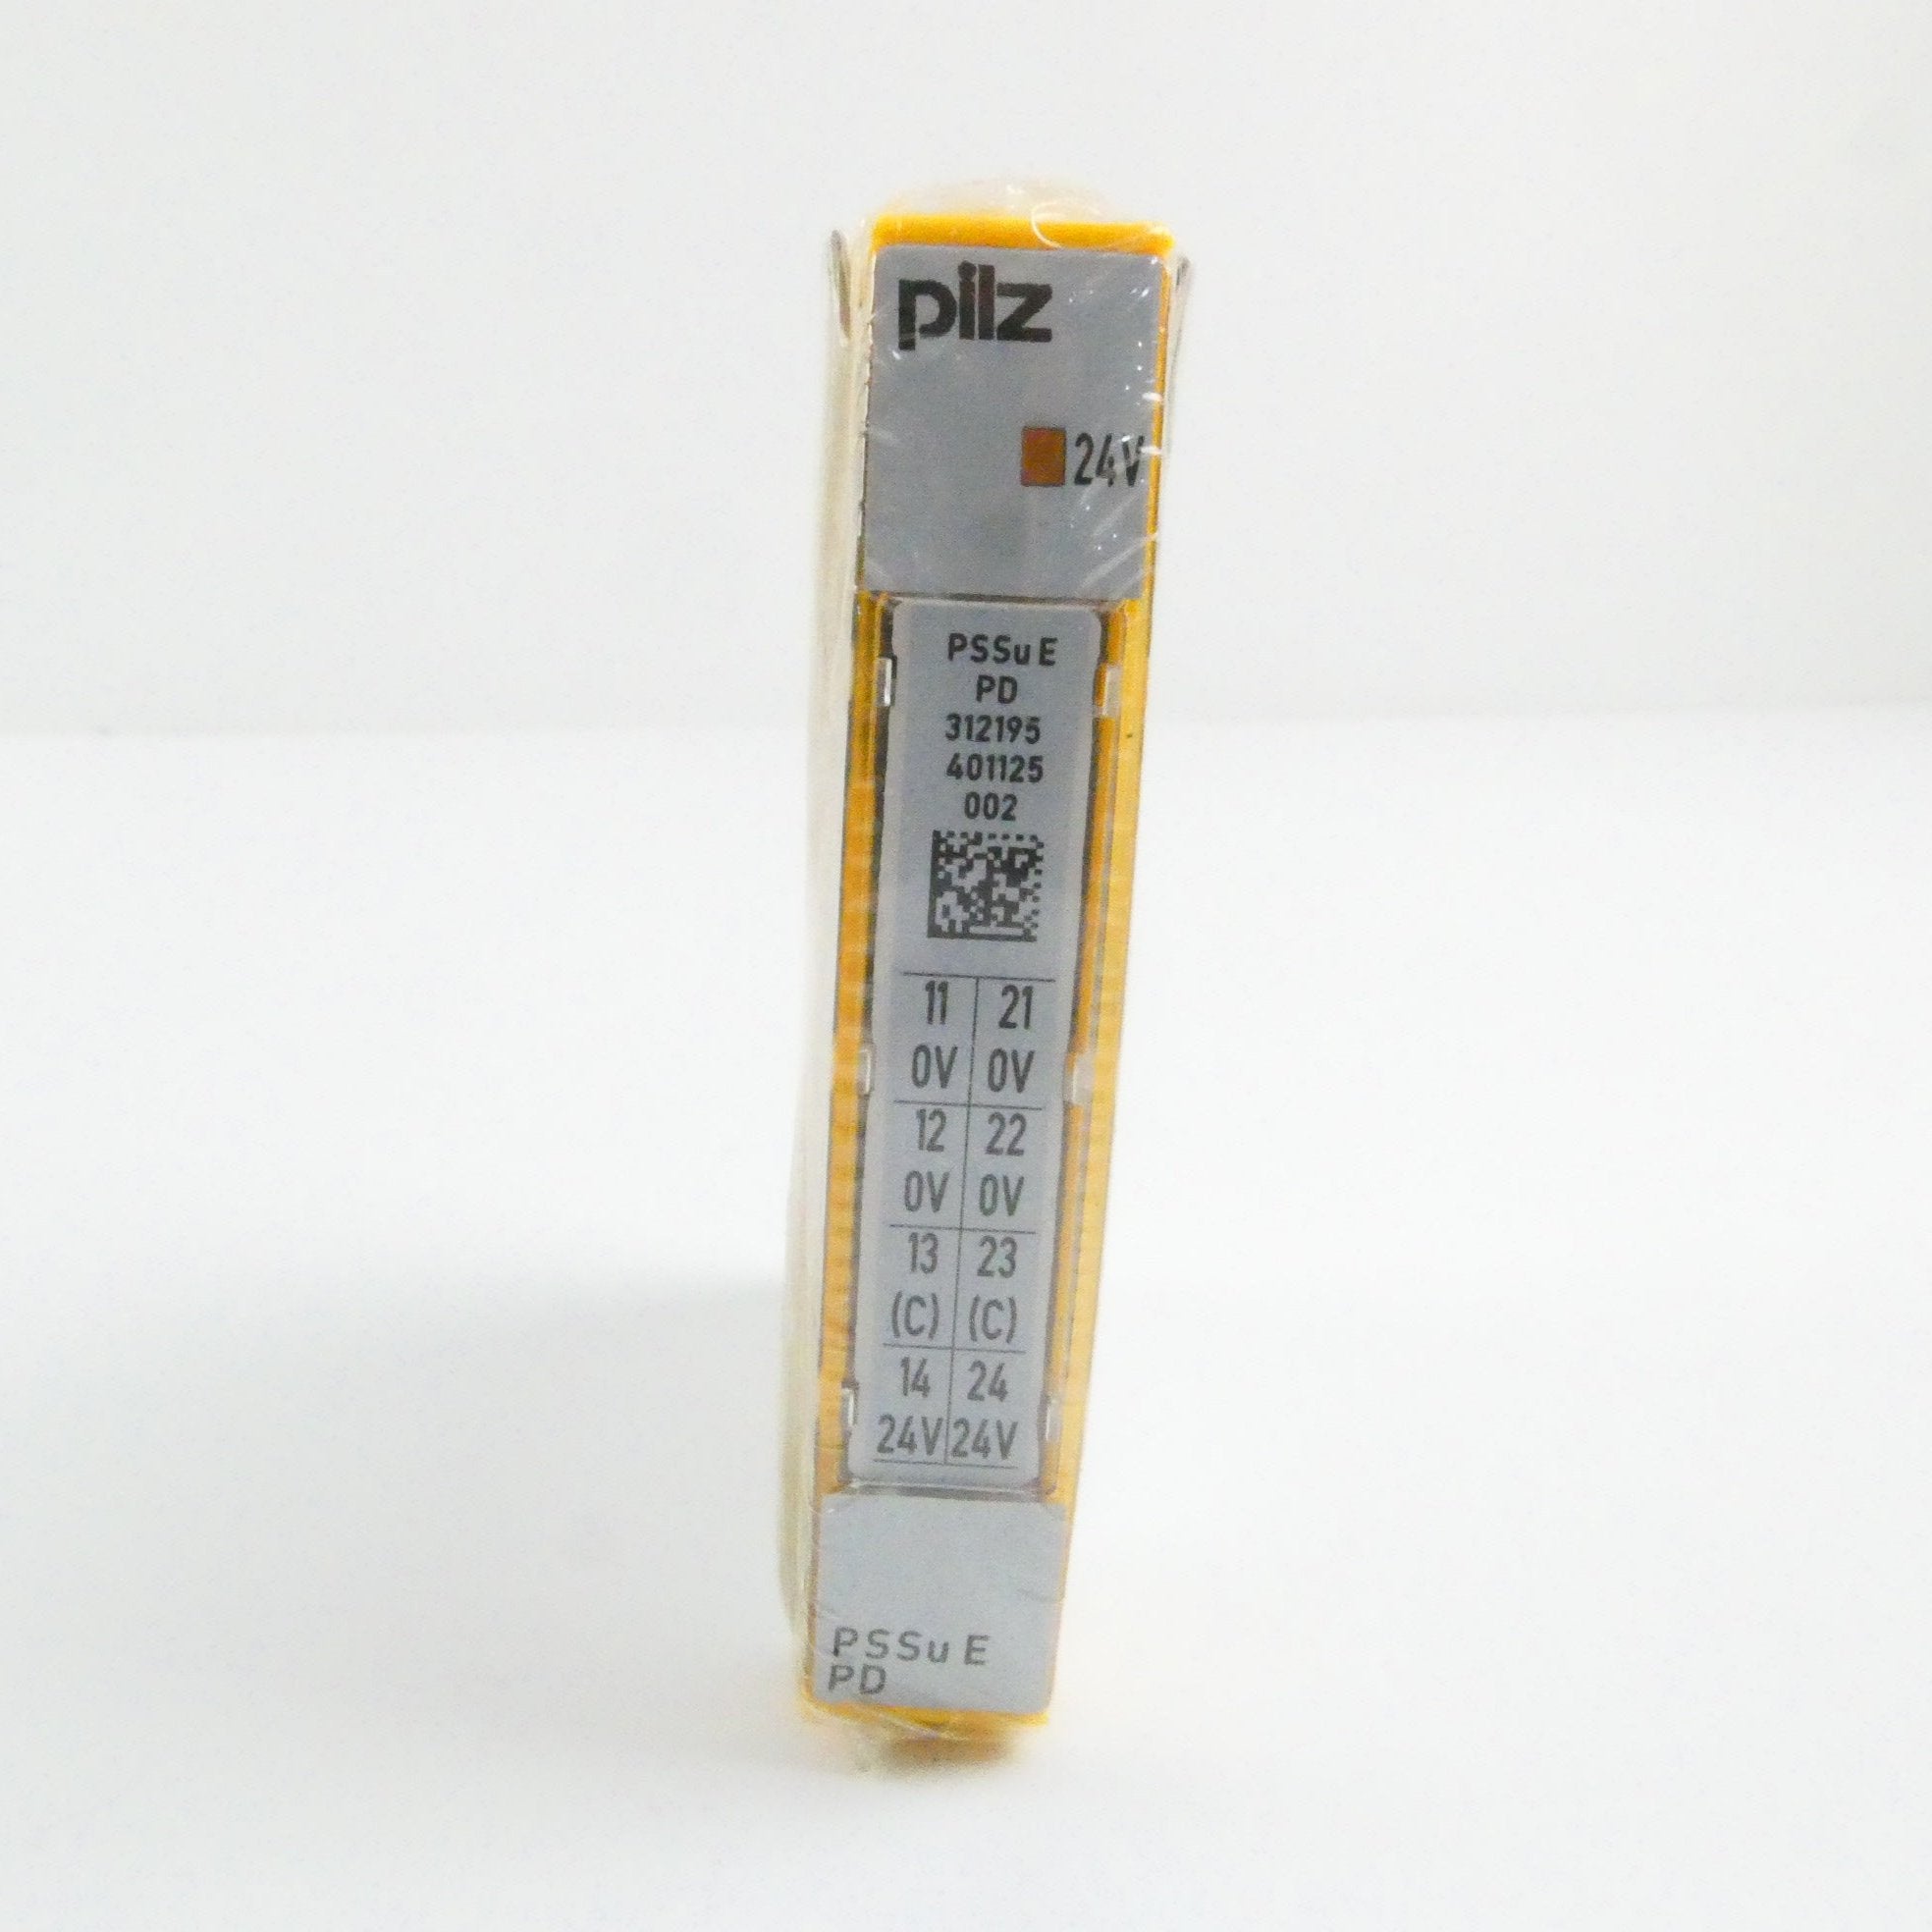 pilz
24V
PSSu E
PD
312195
401125
002
11 21
0V 0V
12 22
0V 0V
13 23
(C) (C)
14 24
24V 24V
PSSu E
PD